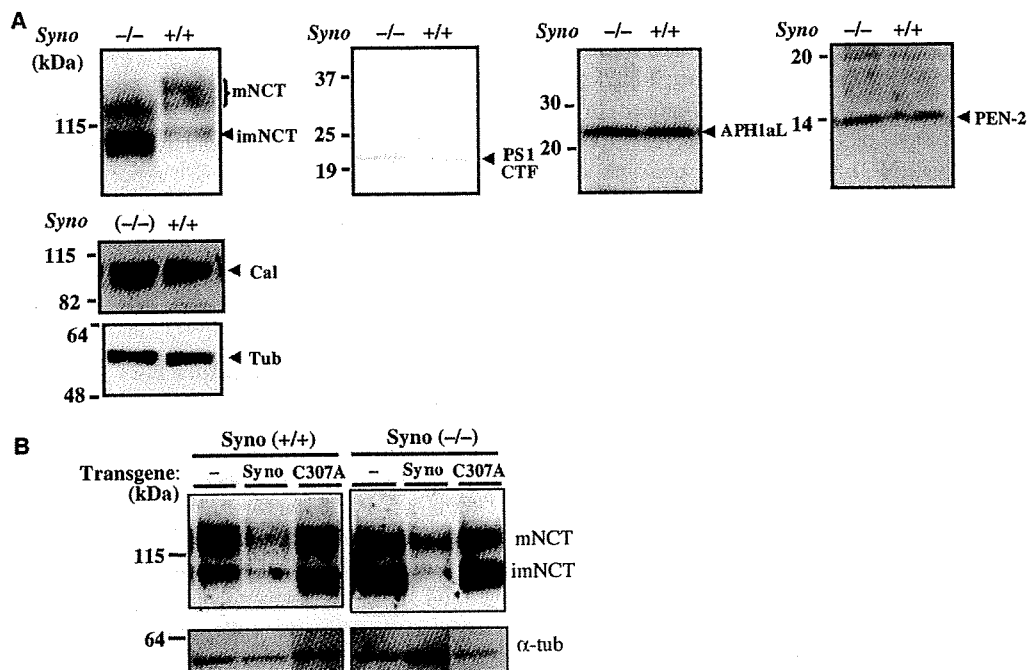 A
Syno −/− +/+
(kDa)
115
mNCT
imNCT
Syno −/− +/+
37
25
19
PS1
CTF
−/− +/+
Syno
30
20
APH1aL
Syno −/− +/+
20
14
PEN-2
Syno (−/−) +/+
115
82
Cal
64
48
Tub
B
Syno (+/+) Syno (−/−)
Transgene: − Syno C307A − Syno C307A
(kDa)
115
mNCT
imNCT
64
α-tub